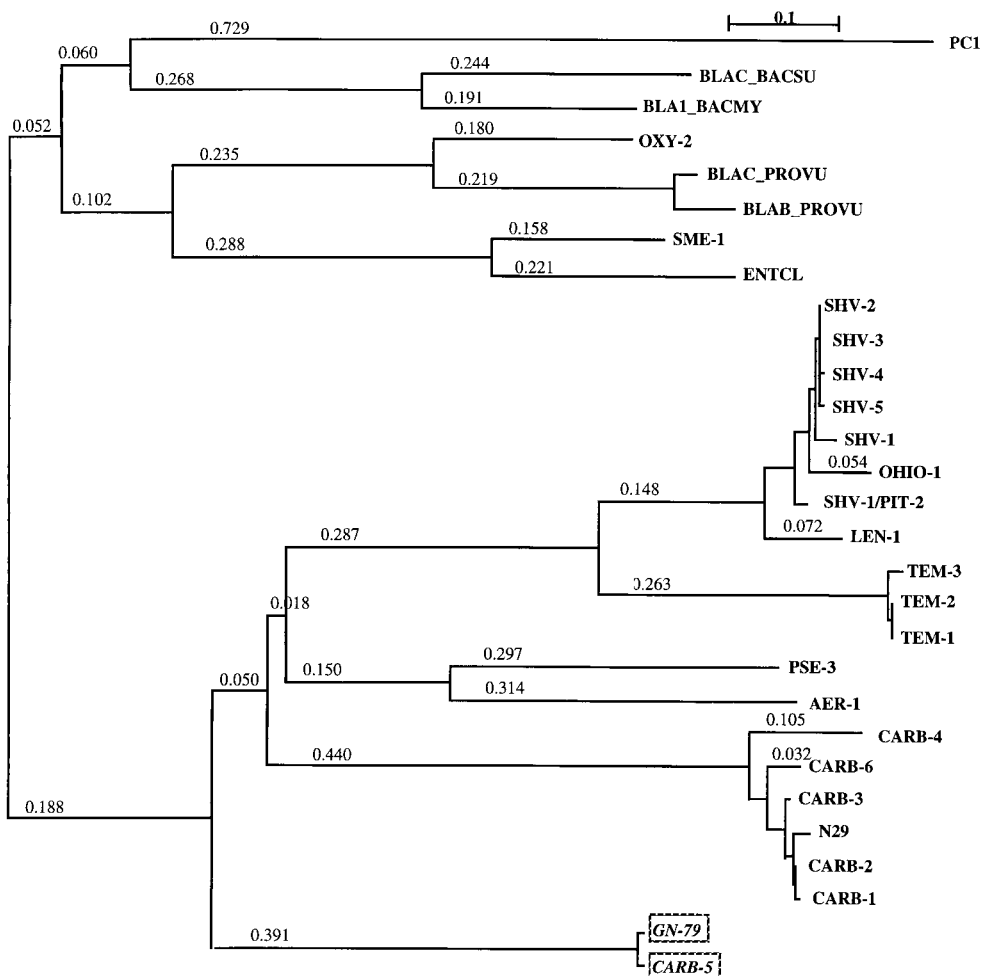 0.1
0.729
PC1
0.060
0.244
BLAC_BACSU
0.268
0.191
BLA1_BACMY
0.052
0.180
OXY-2
0.235
BLAC_PROVU
0.219
0.102
BLAB_PROVU
0.158
SME-1
0.288
0.221
ENTCL
SHV-2
SHV-3
SHV-4
SHV-5
SHV-1
0.054
OHIO-1
0.148
SHV-1/PIT-2
0.072
LEN-1
0.287
TEM-3
0.263
TEM-2
0.018
TEM-1
0.297
PSE-3
0.150
0.050
0.314
AER-1
0.105
CARB-4
0.032
CARB-6
0.440
CARB-3
0.188
N29
CARB-2
CARB-1
GN-79
0.391
CARB-5